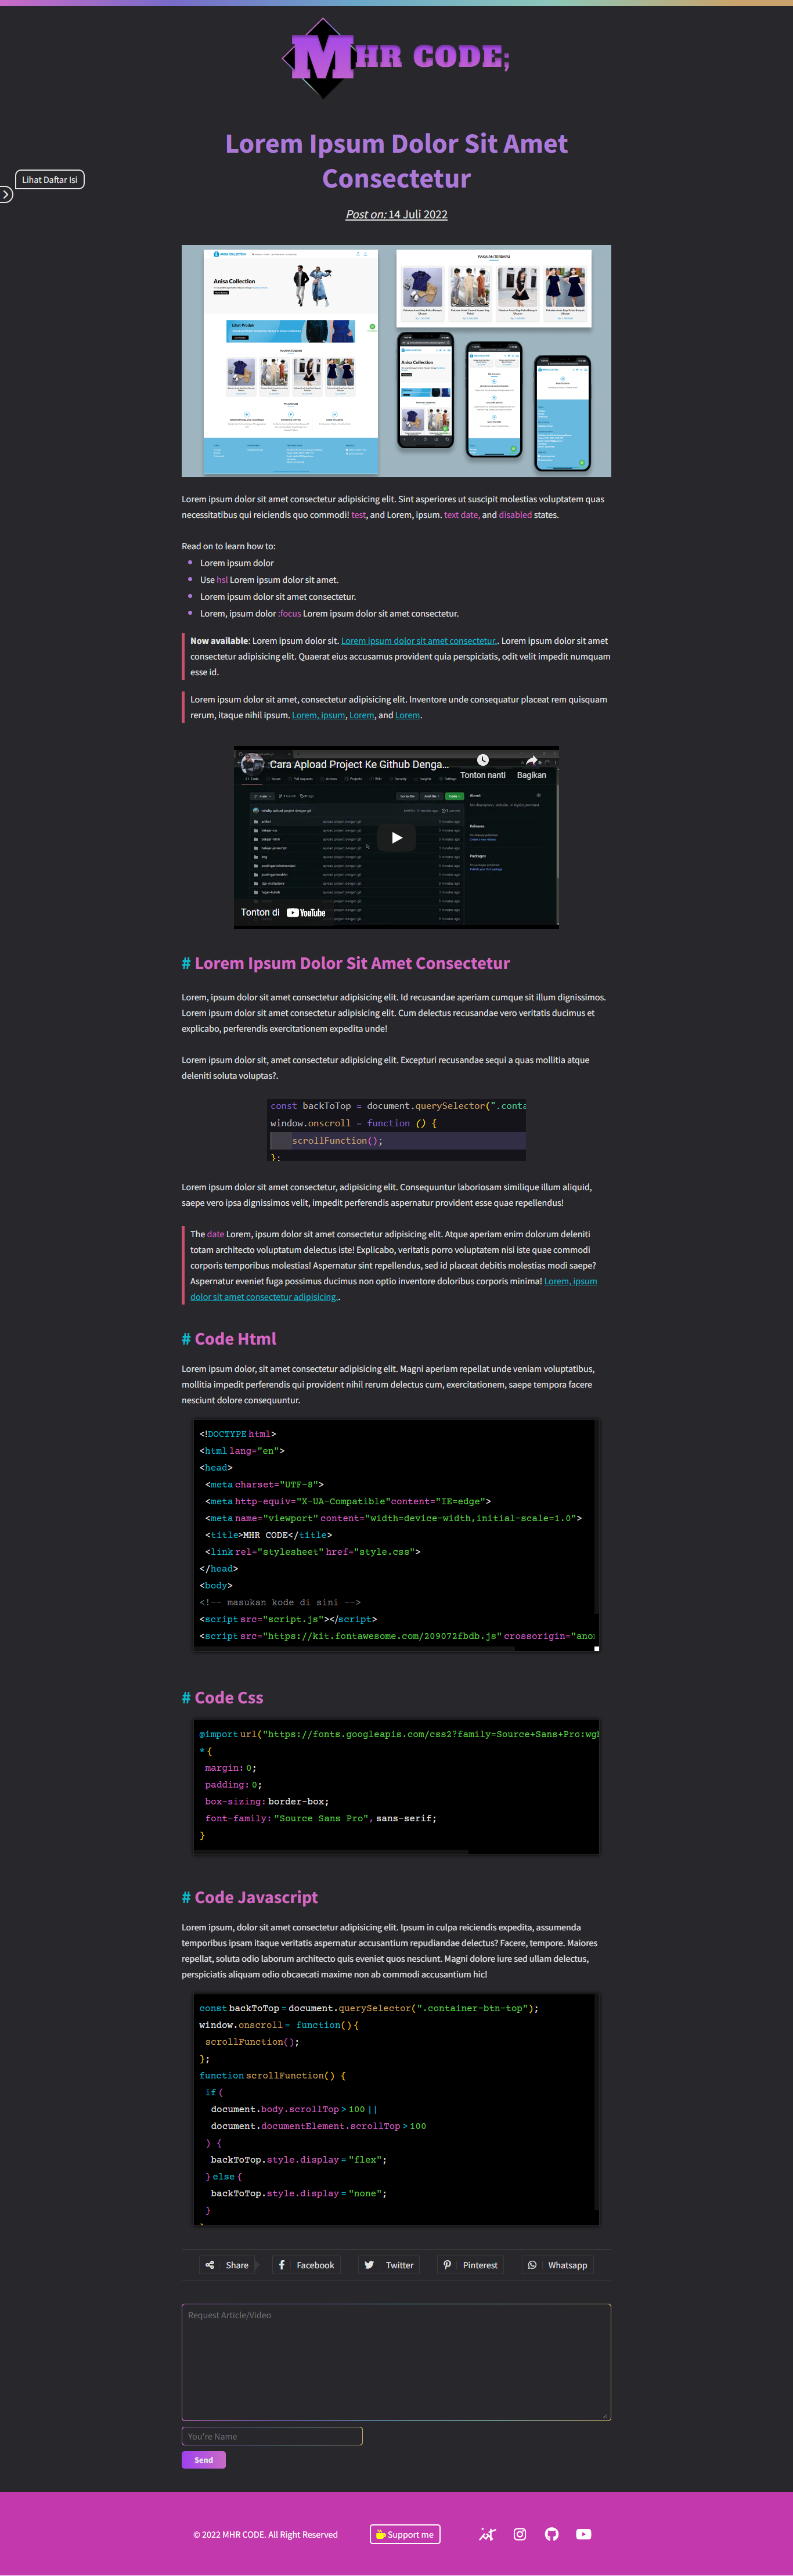 MHR CODE;
Lorem Ipsum Dolor Sit Amet
Consectetur
Lihat Daftar Isi
Post on: 14 Juli 2022
Anisa Collection
Lihat Produk
PAKAIAN TERBARU
Lorem ipsum dolor sit amet consectetur adipisicing elit. Sint asperiores ut suscipit molestias voluptatem quas
necessitatibus qui reiciendis quo commodi! test, and Lorem, ipsum. text date, and disabled states.
Read on to learn how to:
Lorem ipsum dolor
Use hsl Lorem ipsum dolor sit amet.
Lorem ipsum dolor sit amet consectetur.
Lorem, ipsum dolor :focus Lorem ipsum dolor sit amet consectetur.
Now available: Lorem ipsum dolor sit. Lorem ipsum dolor sit amet consectetur.. Lorem ipsum dolor sit amet
consectetur adipisicing elit. Quaerat eius accusamus provident quia perspiciatis, odit velit impedit numquam
esse id.
Lorem ipsum dolor sit amet, consectetur adipisicing elit. Inventore unde consequatur placeat rem quisquam
rerum, itaque nihil ipsum. Lorem, ipsum, Lorem, and Lorem.
Cara Apload Project Ke Github Denga...
Tonton nanti
Bagikan
Tonton di YouTube
# Lorem Ipsum Dolor Sit Amet Consectetur
Lorem, ipsum dolor sit amet consectetur adipisicing elit. Id recusandae aperiam cumque sit illum dignissimos.
Lorem ipsum dolor sit amet consectetur adipisicing elit. Cum delectus recusandae vero veritatis ducimus et
explicabo, perferendis exercitationem expedita unde!
Lorem ipsum dolor sit, amet consectetur adipisicing elit. Excepturi recusandae sequi a quas mollitia atque
deleniti soluta voluptas?.
const backToTop = document.querySelector(".conta
window.onscroll = function () {
scrollFunction();
};
Lorem ipsum dolor sit amet consectetur, adipisicing elit. Consequuntur laboriosam similique illum aliquid,
saepe vero ipsa dignissimos velit, impedit perferendis aspernatur provident esse quae repellendus!
The date Lorem, ipsum dolor sit amet consectetur adipisicing elit. Atque aperiam enim dolorum deleniti
totam architecto voluptatum delectus iste! Explicabo, veritatis porro voluptatem nisi iste quae commodi
corporis temporibus molestias! Aspernatur sint repellendus, sed id placeat debitis molestias modi saepe?
Aspernatur eveniet fuga possimus ducimus non optio inventore doloribus corporis minima! Lorem, ipsum
dolor sit amet consectetur adipisicing..
# Code Html
Lorem ipsum dolor, sit amet consectetur adipisicing elit. Magni aperiam repellat unde veniam voluptatibus,
mollitia impedit perferendis qui provident nihil rerum delectus cum, exercitationem, saepe tempora facere
nesciunt dolore consequuntur.
<!DOCTYPE html>
<html lang="en">
<head>
<meta charset="UTF-8">
<meta http-equiv="X-UA-Compatible"content="IE=edge">
<meta name="viewport" content="width=device-width,initial-scale=1.0">
<title>MHR CODE</title>
<link rel="stylesheet" href="style.css">
</head>
<body>
<!-- masukan kode di sini -->
<script src="script.js"></script>
<script src="https://kit.fontawesome.com/209072fbdb.js" crossorigin="anon
# Code Css
@import url("https://fonts.googleapis.com/css2?family=Source+Sans+Pro:wgh
* {
margin: 0;
padding: 0;
box-sizing: border-box;
font-family: "Source Sans Pro", sans-serif;
}
# Code Javascript
Lorem ipsum, dolor sit amet consectetur adipisicing elit. Ipsum in culpa reiciendis expedita, assumenda
temporibus ipsam itaque veritatis aspernatur accusantium repudiandae delectus? Facere, tempore. Maiores
repellat, soluta odio laborum architecto quis eveniet quos nesciunt. Magni dolore iure sed ullam delectus,
perspiciatis aliquam odio obcaecati maxime non ab commodi accusantium hic!
const backToTop = document.querySelector(".container-btn-top");
window.onscroll = function(){
scrollFunction();
};
function scrollFunction() {
if (
document.body.scrollTop > 100 ||
document.documentElement.scrollTop > 100
) {
backToTop.style.display = "flex";
} else {
backToTop.style.display = "none";
}
Share
Facebook
Twitter
Pinterest
Whatsapp
Request Article/Video
You're Name
Send
© 2022 MHR CODE. All Right Reserved
Support me